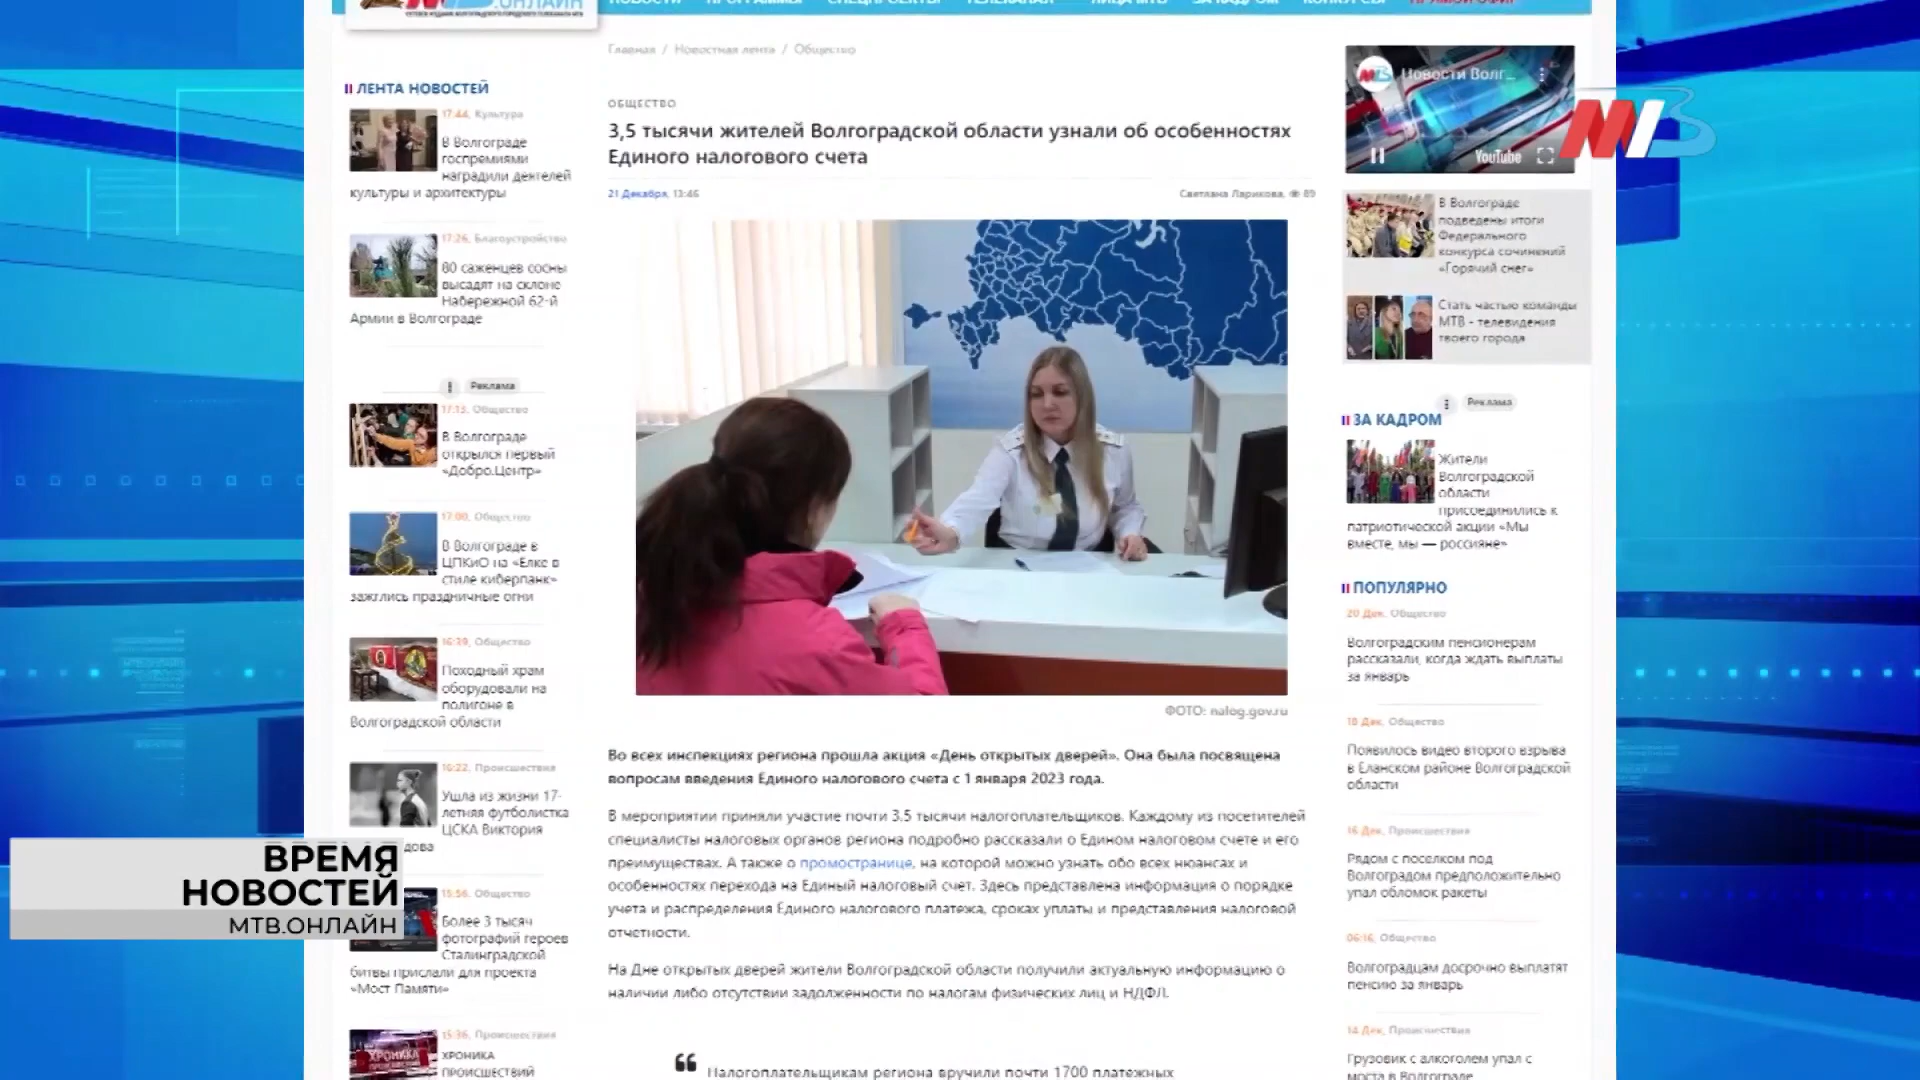 Главная / Новостная лента / Общество
ЛЕНТА НОВОСТЕЙ
17:44, Культура
В Волгограде
госпремиями
наградили деятелей
культуры и архитектуры
17:26, Благоустройство
80 саженцев сосны
высадят на склоне
Набережной 62-й
Армии в Волгограде
Реклама
17:13, Общество
В Волгограде
открылся первый
«Добро.Центр»
17:00, Общество
В Волгограде в
ЦПКиО на «Елке в
стиле киберпанк»
зажглись праздничные огни
16:39, Общество
Походный храм
оборудовали на
полигоне в
Волгоградской области
16:22, Происшествия
Ушла из жизни 17-
летняя футболистка
ЦСКА Виктория
дова
15:56, Общество
Более 3 тысяч
фотографий героев
Сталинградской
битвы прислали для проекта
«Мост Памяти»
15:36, Происшествия
ХРОНИКА
ПРОИСШЕСТВИЙ
ХРОНИКА
ОБЩЕСТВО
3,5 тысячи жителей Волгоградской области узнали об особенностях
Единого налогового счета
21 Декабря, 13:46
Светлана Ларикова, 89
ФОТО: nalog.gov.ru
Во всех инспекциях региона прошла акция «День открытых дверей». Она была посвящена
вопросам введения Единого налогового счета с 1 января 2023 года.
В мероприятии приняли участие почти 3.5 тысячи налогоплательщиков. Каждому из посетителей
специалисты налоговых органов региона подробно рассказали о Едином налоговом счете и его
преимуществах. А также о промостранице, на которой можно узнать обо всех нюансах и
особенностях перехода на Единый налоговый счет. Здесь представлена информация о порядке
учета и распределения Единого налогового платежа, сроках уплаты и представления налоговой
отчетности.
На Дне открытых дверей жители Волгоградской области получили актуальную информацию о
наличии либо отсутствии задолженности по налогам физических лиц и НДФЛ.
Налогоплательщикам региона вручили почти 1700 платежных
Новости Волг...
YouTube
В Волгограде
подведены итоги
Федерального
конкурса сочинений
«Горячий снег»
Стать частью команды
МТВ - телевидения
твоего города
Реклама
ЗА КАДРОМ
Жители
Волгоградской
области
присоединились к
патриотической акции «Мы
вместе, мы — россияне»
ПОПУЛЯРНО
20 Дек, Общество
Волгоградским пенсионерам
рассказали, когда ждать выплаты
за январь
18 Дек, Общество
Появилось видео второго взрыва
в Еланском районе Волгоградской
области
16 Дек, Происшествия
Рядом с поселком под
Волгоградом предположительно
упал обломок ракеты
06:16, Общество
Волгоградцам досрочно выплатят
пенсию за январь
14 Дек, Происшествия
Грузовик с алкоголем упал с
моста в Волгограде
ВРЕМЯ
НОВОСТЕЙ
МТВ.ОНЛАЙН